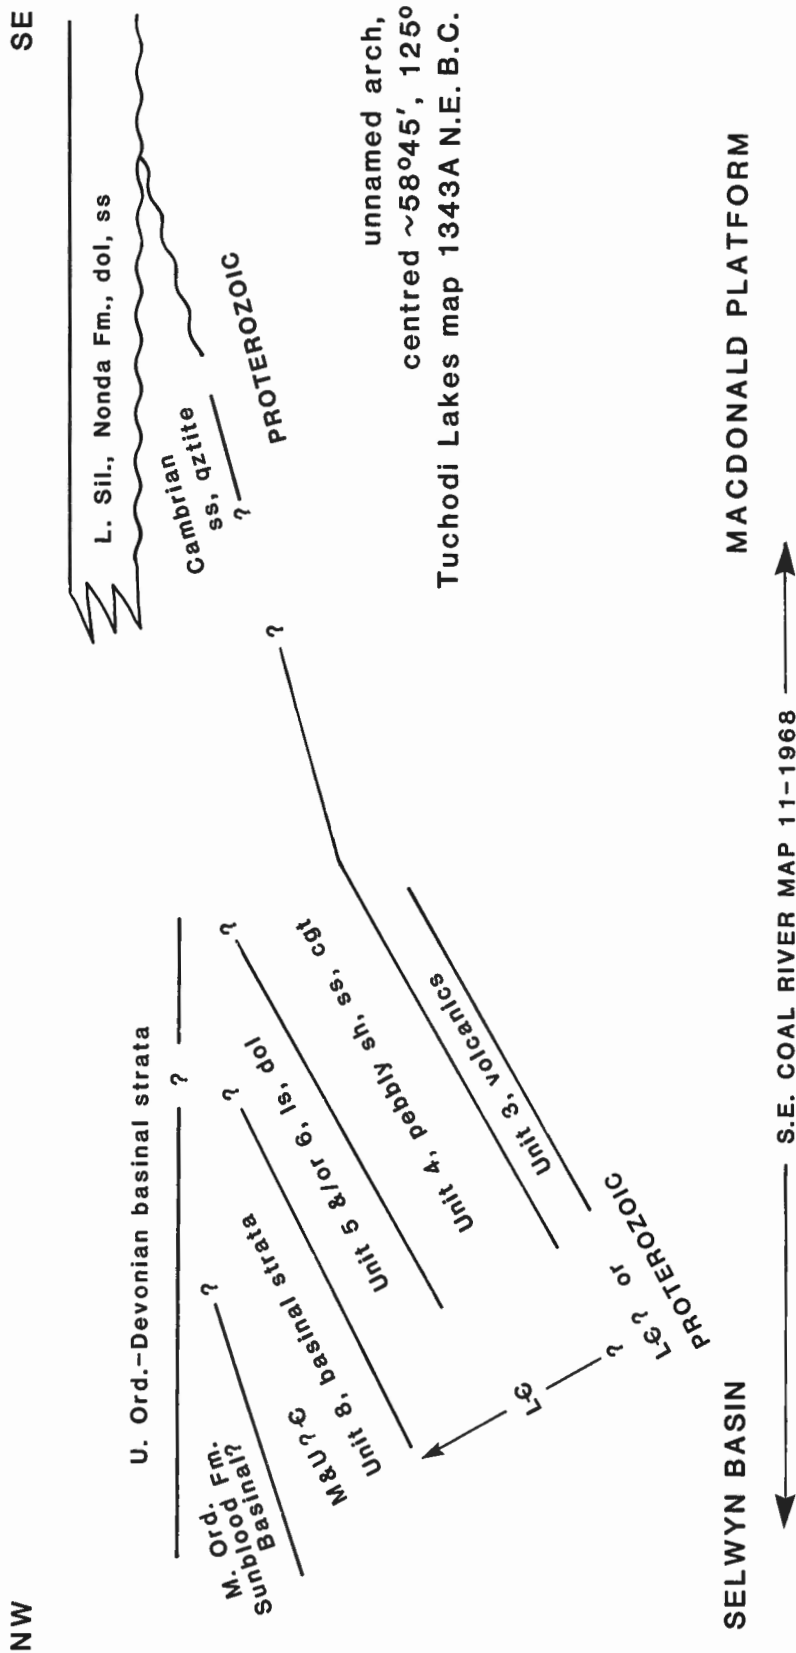 NW
SE
U. Ord.-Devonian basinal strata
?
M. Ord.
Sunblood Fm.
Basinal?
?
M&U?Є
Unit 8, basinal strata
?
Unit 5 &/or 6, ls, dol
?
Unit 4, pebbly sh, ss, cgt
Unit 3, volcanics
?
LЄ
?
LЄ? or
PROTEROZOIC
L. Sil., Nonda Fm., dol, ss
Cambrian
ss, qztite
?
PROTEROZOIC
unnamed arch,
centred ~58°45', 125°
Tuchodi Lakes map 1343A N.E. B.C.
SELWYN BASIN
MACDONALD PLATFORM
S.E. COAL RIVER MAP 11-1968